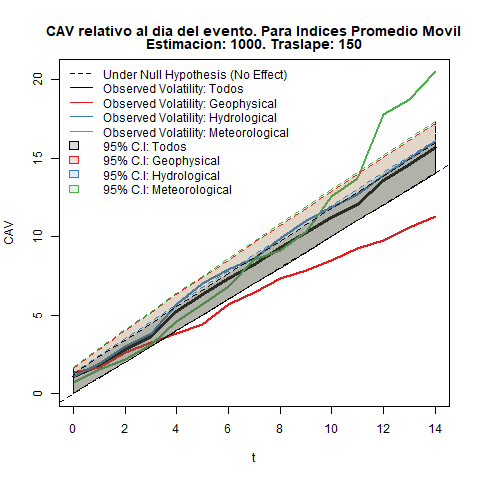 CAV relativo al dia del evento. Para Indices Promedio Movil
Estimacion: 1000. Traslape: 150
Under Null Hypothesis (No Effect)
Observed Volatility: Todos
Observed Volatility: Geophysical
Observed Volatility: Hydrological
Observed Volatility: Meteorological
95% C.I: Todos
95% C.I: Geophysical
95% C.I: Hydrological
95% C.I: Meteorological
CAV
20
15
10
5
0
0 2 4 6 8 10 12 14
t